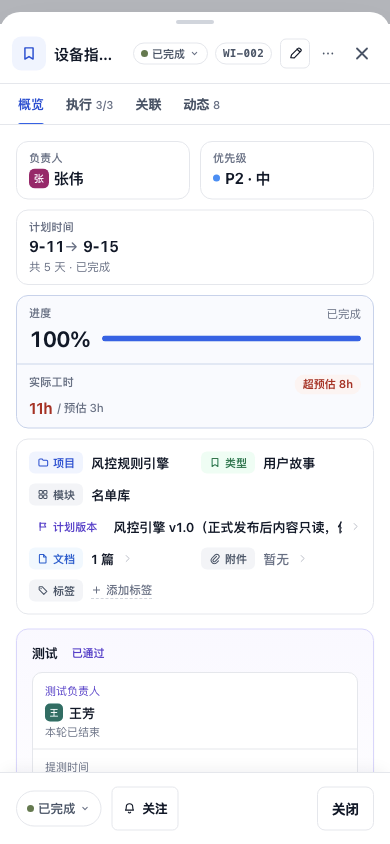 设备指... 已完成 WI-002 ...
概览 执行 3/3 关联 动态 8
负责人 优先级
张 张伟 P2 · 中
计划时间
9-11→ 9-15
共 5 天 · 已完成
进度 已完成
100%
实际工时 超预估 8h
11h / 预估 3h
项目 风控规则引擎 类型 用户故事
模块 名单库
计划版本 风控引擎 v1.0（正式发布后内容只读，
文档 1 篇 附件 暂无
标签 + 添加标签
测试 已通过
测试负责人
王 王芳
本轮已结束
提测时间
已完成 关注 关闭